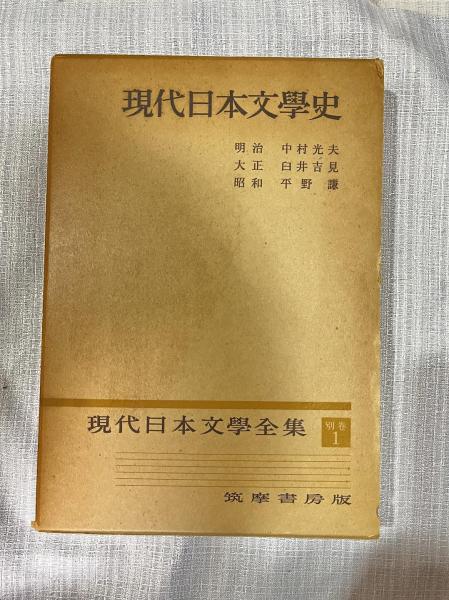 現代日本文學史
明治 中村光夫
大正 臼井吉見
昭和 平野謙
現代日本文學全集 別卷 1
筑摩書房版